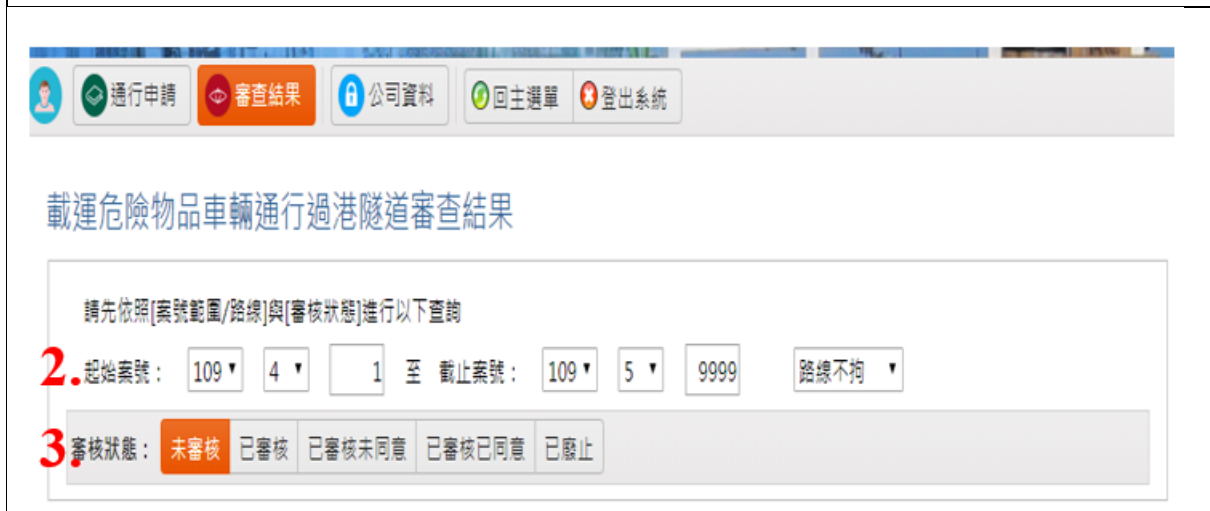 通行申請 審查結果 公司資料 回主選單 登出系統
載運危險物品車輛通行過港隧道審查結果
請先依照[案號範圍/路線]與[審核狀態]進行以下查詢
2. 起始案號： 109 4 1 至 截止案號： 109 5 9999 路線不拘
3. 審核狀態： 未審核 已審核 已審核未同意 已審核已同意 已廢止